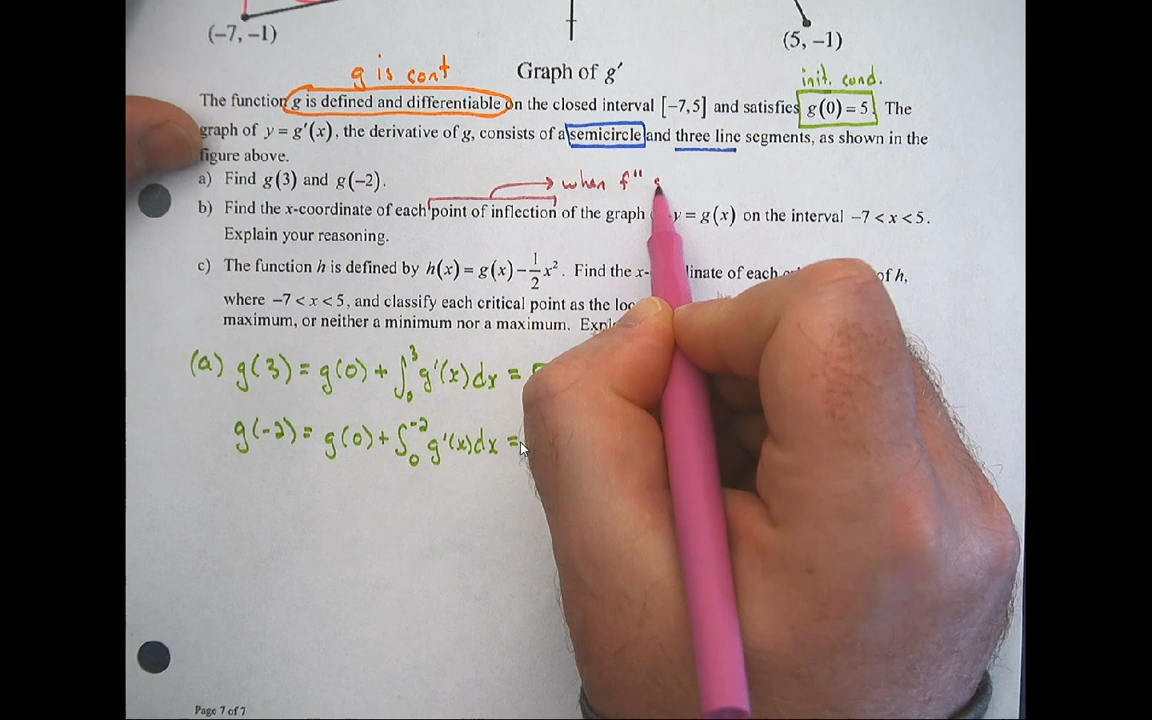 (-7, -1)
(5, -1)
g is cont
Graph of g′
init. cond.
The function g is defined and differentiable on the closed interval [-7,5] and satisfies g(0) = 5. The
graph of y = g′(x), the derivative of g, consists of a semicircle and three line segments, as shown in the
figure above.
a) Find g(3) and g(-2).
when f"
b) Find the x-coordinate of each point of inflection of the graph y = g(x) on the interval -7 < x < 5.
Explain your reasoning.
c) The function h is defined by h(x) = g(x) - 1/2 x². Find the x- of each of h,
where -7 < x < 5, and classify each critical point as the
maximum, or neither a minimum nor a maximum.
(a) g(3) = g(0) + ∫₀³ g'(x)dx =
g(-2) = g(0) + ∫₀⁻² g'(x)dx =
Page 7 of 7